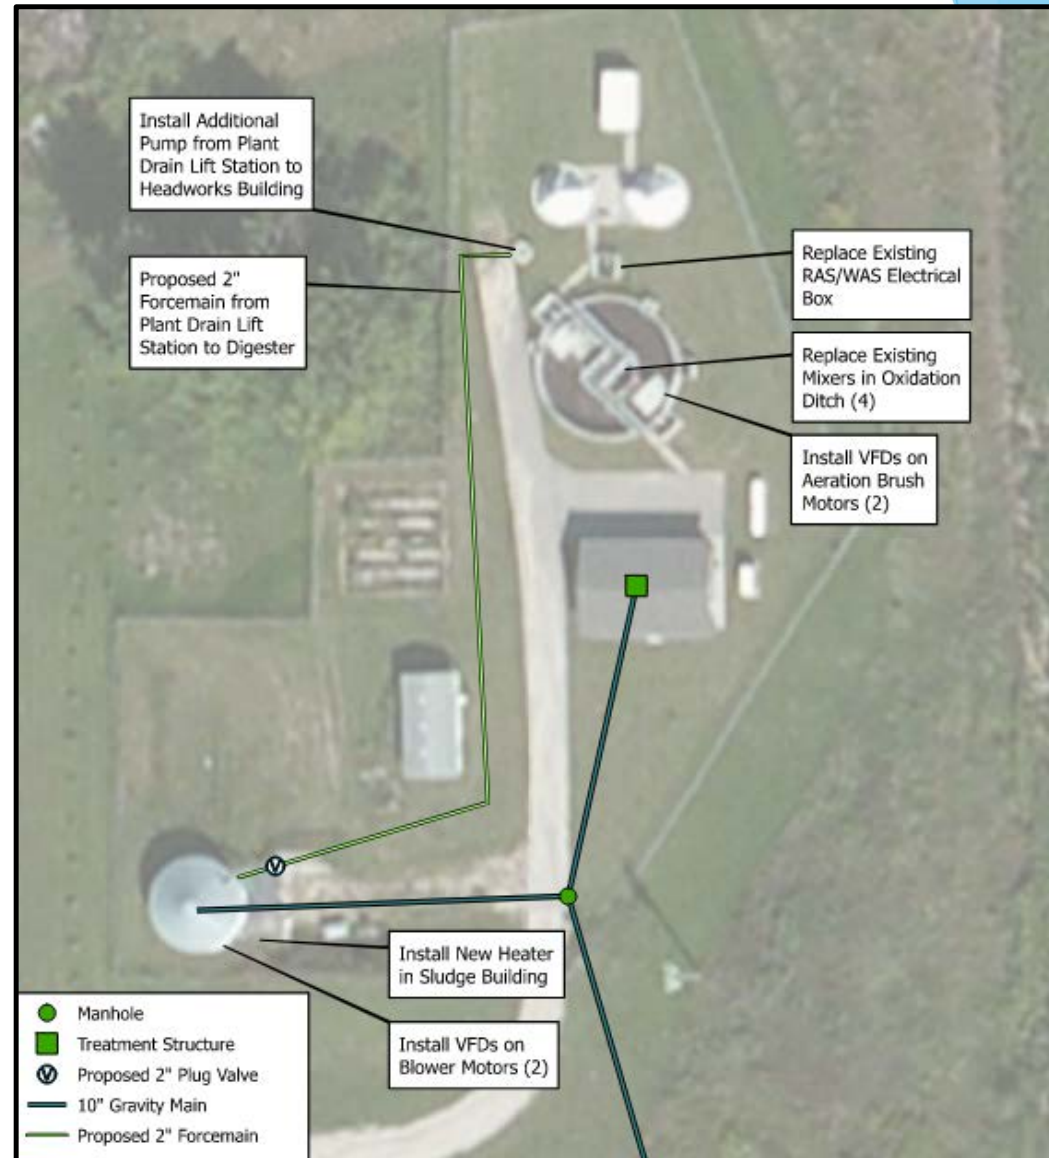 Install Additional
Pump from Plant
Drain Lift Station to
Headworks Building
Proposed 2"
Forcemain from
Plant Drain Lift
Station to Digester
Replace Existing
RAS/WAS Electrical
Box
Replace Existing
Mixers in Oxidation
Ditch (4)
Install VFDs on
Aeration Brush
Motors (2)
V
Install New Heater
in Sludge Building
Install VFDs on
Blower Motors (2)
Manhole
Treatment Structure
V Proposed 2" Plug Valve
10" Gravity Main
Proposed 2" Forcemain